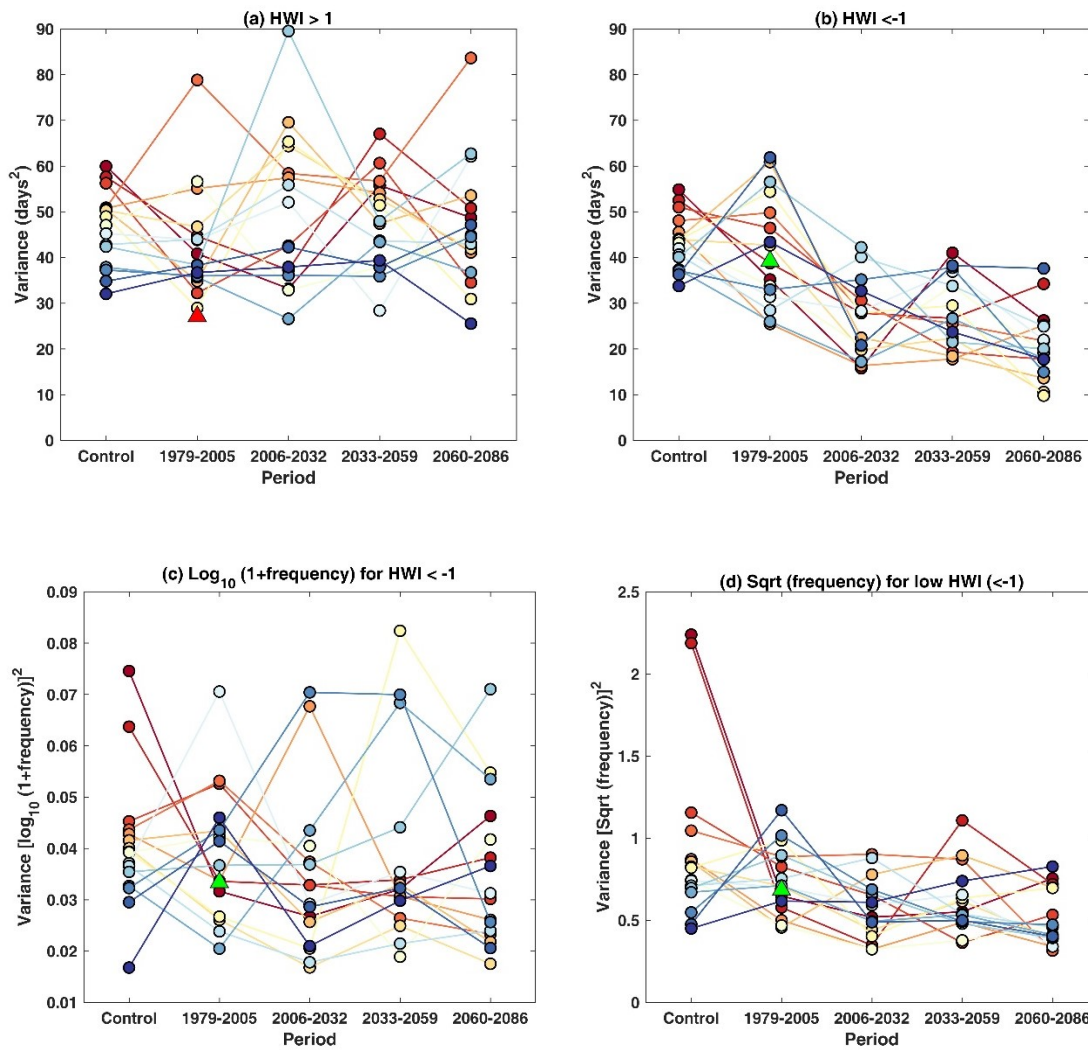 (a) HWI > 1
90
80
70
60
50
40
30
20
10
0
Variance (days²)
Control 1979-2005 2006-2032 2033-2059 2060-2086
Period
(b) HWI <-1
90
80
70
60
50
40
30
20
10
0
Variance (days²)
Control 1979-2005 2006-2032 2033-2059 2060-2086
Period
(c) Log₁₀ (1+frequency) for HWI < -1
0.09
0.08
0.07
0.06
0.05
0.04
0.03
0.02
0.01
Variance [log₁₀ (1+frequency)]²
Control 1979-2005 2006-2032 2033-2059 2060-2086
Period
(d) Sqrt (frequency) for low HWI (<-1)
2.5
2
1.5
1
0.5
0
Variance [Sqrt (frequency)]²
Control 1979-2005 2006-2032 2033-2059 2060-2086
Period